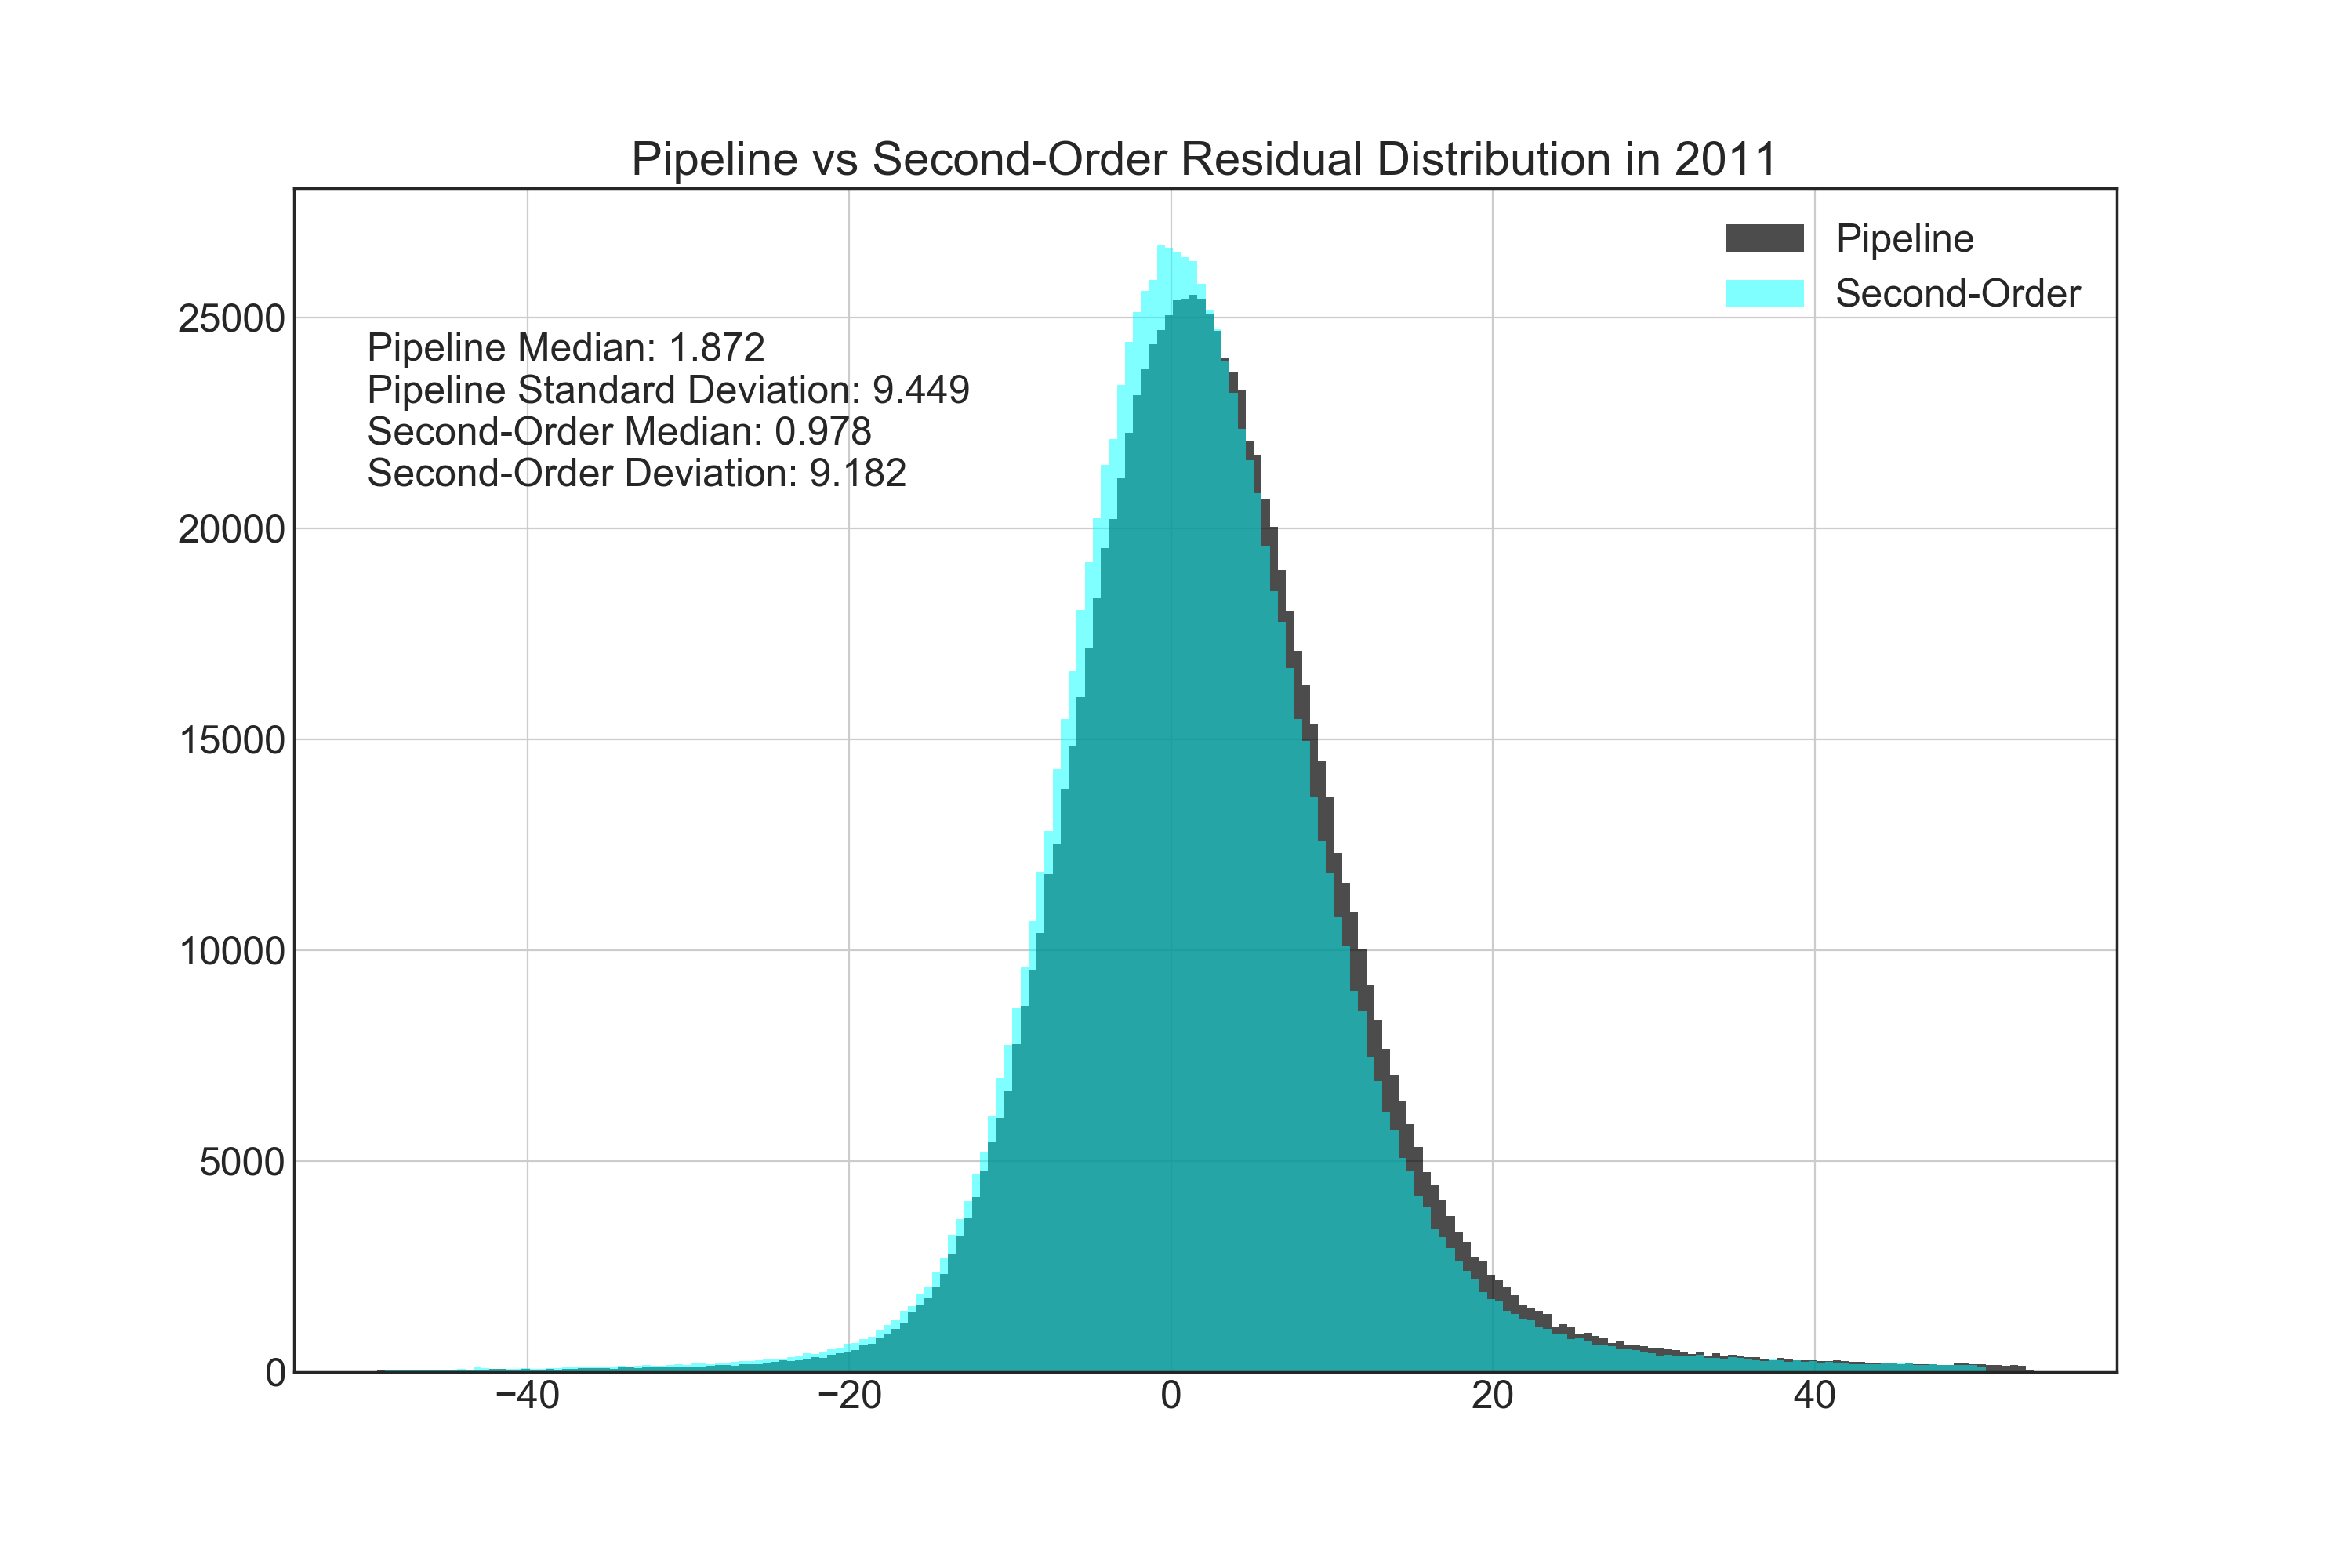 Pipeline vs Second-Order Residual Distribution in 2011
Pipeline
Second-Order
Pipeline Median: 1.872
Pipeline Standard Deviation: 9.449
Second-Order Median: 0.978
Second-Order Deviation: 9.182
25000
20000
15000
10000
5000
0
−40 −20 0 20 40